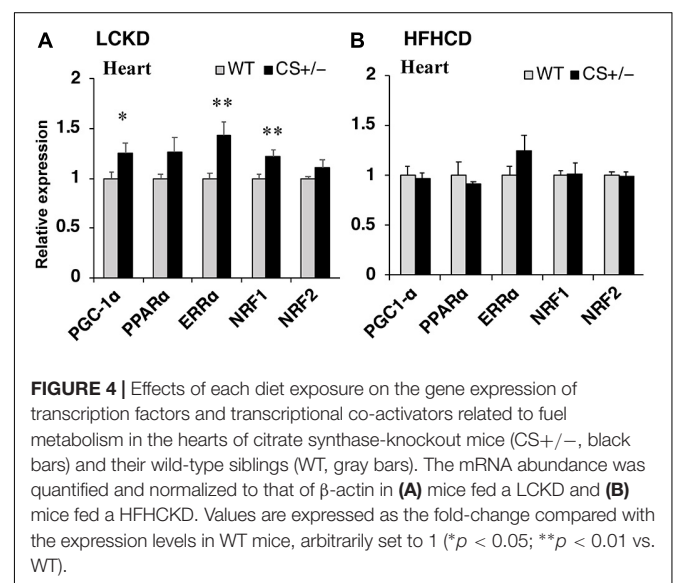 A LCKD
Heart
WT CS+/−
2
1.5
1
0.5
0
Relative expression
* ** **
PGC-1α PPARα ERRα NRF1 NRF2
B HFHCD
Heart
WT CS+/−
2
1.5
1
0.5
0
PGC1-α PPARα ERRα NRF1 NRF2
FIGURE 4 | Effects of each diet exposure on the gene expression of
transcription factors and transcriptional co-activators related to fuel
metabolism in the hearts of citrate synthase-knockout mice (CS+/−, black
bars) and their wild-type siblings (WT, gray bars). The mRNA abundance was
quantified and normalized to that of β-actin in (A) mice fed a LCKD and (B)
mice fed a HFHCKD. Values are expressed as the fold-change compared with
the expression levels in WT mice, arbitrarily set to 1 (*p < 0.05; **p < 0.01 vs.
WT).